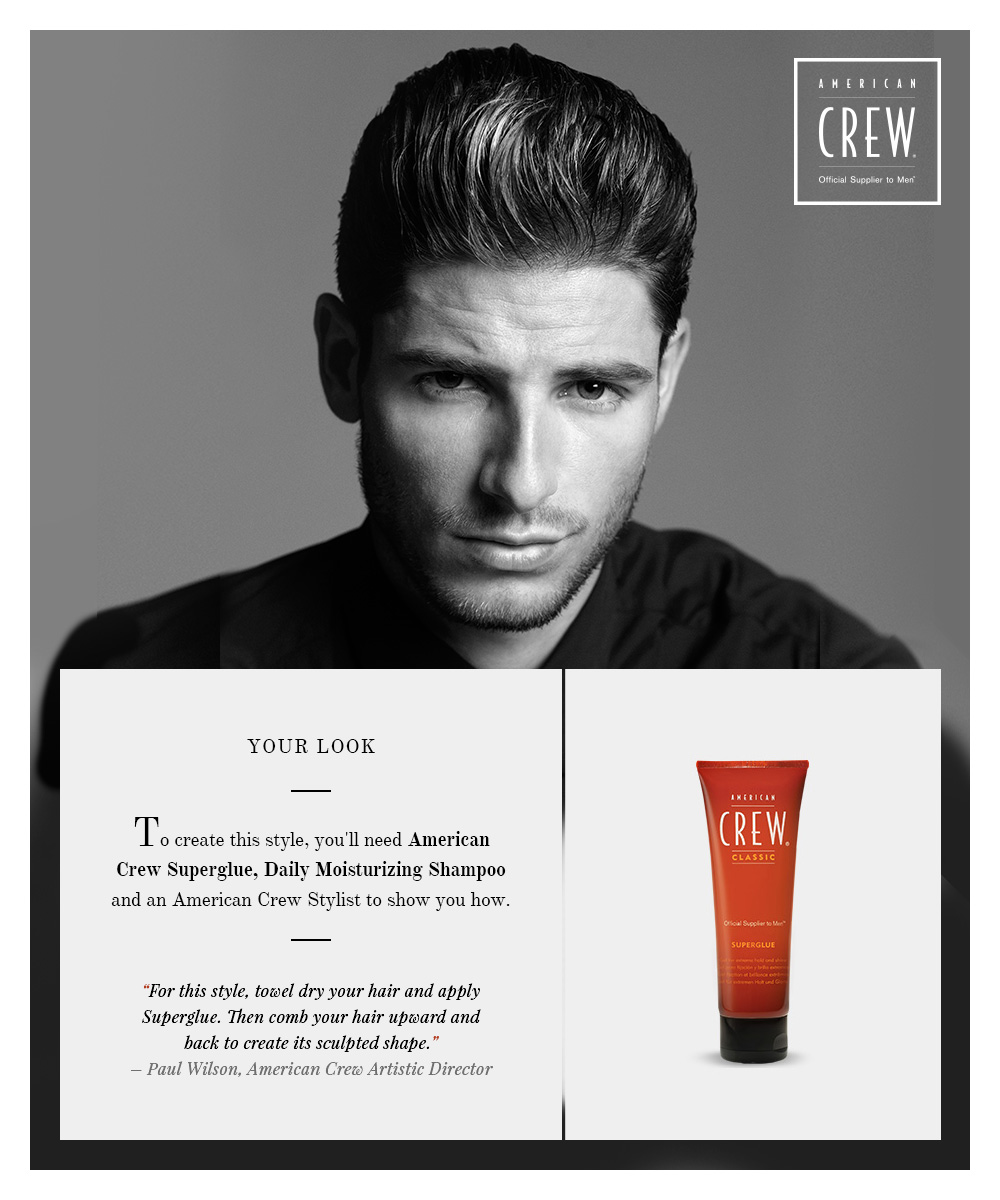 AMERICAN
CREW
Official Supplier to Men
YOUR LOOK
To create this style, you'll need American
Crew Superglue, Daily Moisturizing Shampoo
and an American Crew Stylist to show you how.
“For this style, towel dry your hair and apply
Superglue. Then comb your hair upward and
back to create its sculpted shape.”
— Paul Wilson, American Crew Artistic Director
AMERICAN
CREW®
CLASSIC
Official Supplier to Men
SUPERGLUE